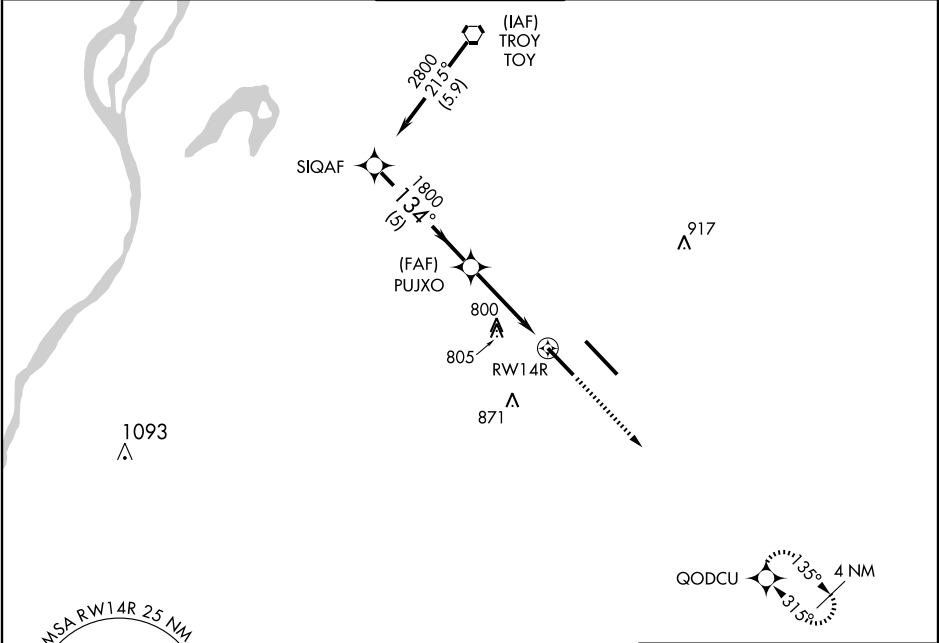 (IAF)
TROY
TOY
2800
215°
(5.9)
SIQAF
1800
134°
(5)
917
(FAF)
PUJXO
800
805
RW14R
871
1093
QODCU
135°
4 NM
315°
MSA RW14R 25 NM